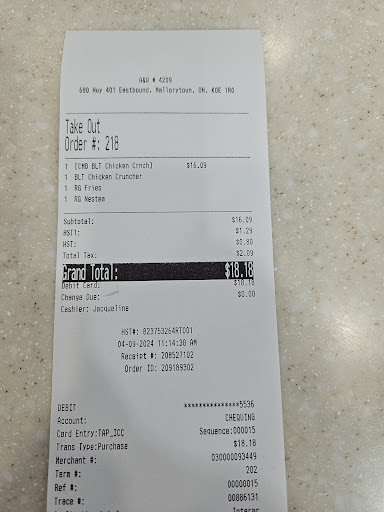 A&W # 4209
680 Hwy 401 Eastbound, Mallorytown, ON, K0E 1R0
Take Out
Order #: 218
1 [CMB BLT Chicken Crnch] $16.09
1 BLT Chicken Cruncher
1 RG Fries
1 RG Nestea
Subtotal: $16.09
HST1: $1.29
HST: $0.80
Total Tax: $2.09
Grand Total: $18.18
Debit Card: $18.18
Change Due: $0.00
Cashier: Jacqueline
HST#: 823753264RT001
04-09-2024 11:14:38 AM
Receipt #: 208527102
Order ID: 209189302
DEBIT ***************5536
Account: CHEQUING
Card Entry:TAP_ICC Sequence:000015
Trans Type:Purchase $18.18
Merchant #: 030000093449
Term #: 202
Ref #: 00000015
Trace #: 00886131
Interac